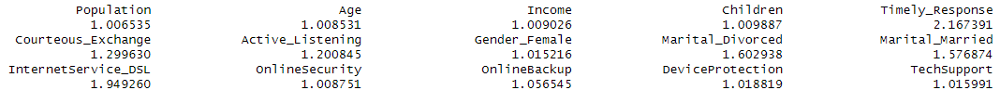 Population Age Income Children Timely_Response
1.006535 1.008531 1.009026 1.009887 2.167391
Courteous_Exchange Active_Listening Gender_Female Marital_Divorced Marital_Married
1.299630 1.200845 1.015216 1.602938 1.576874
InternetService_DSL OnlineSecurity OnlineBackup DeviceProtection TechSupport
1.949260 1.008751 1.056545 1.018819 1.015991